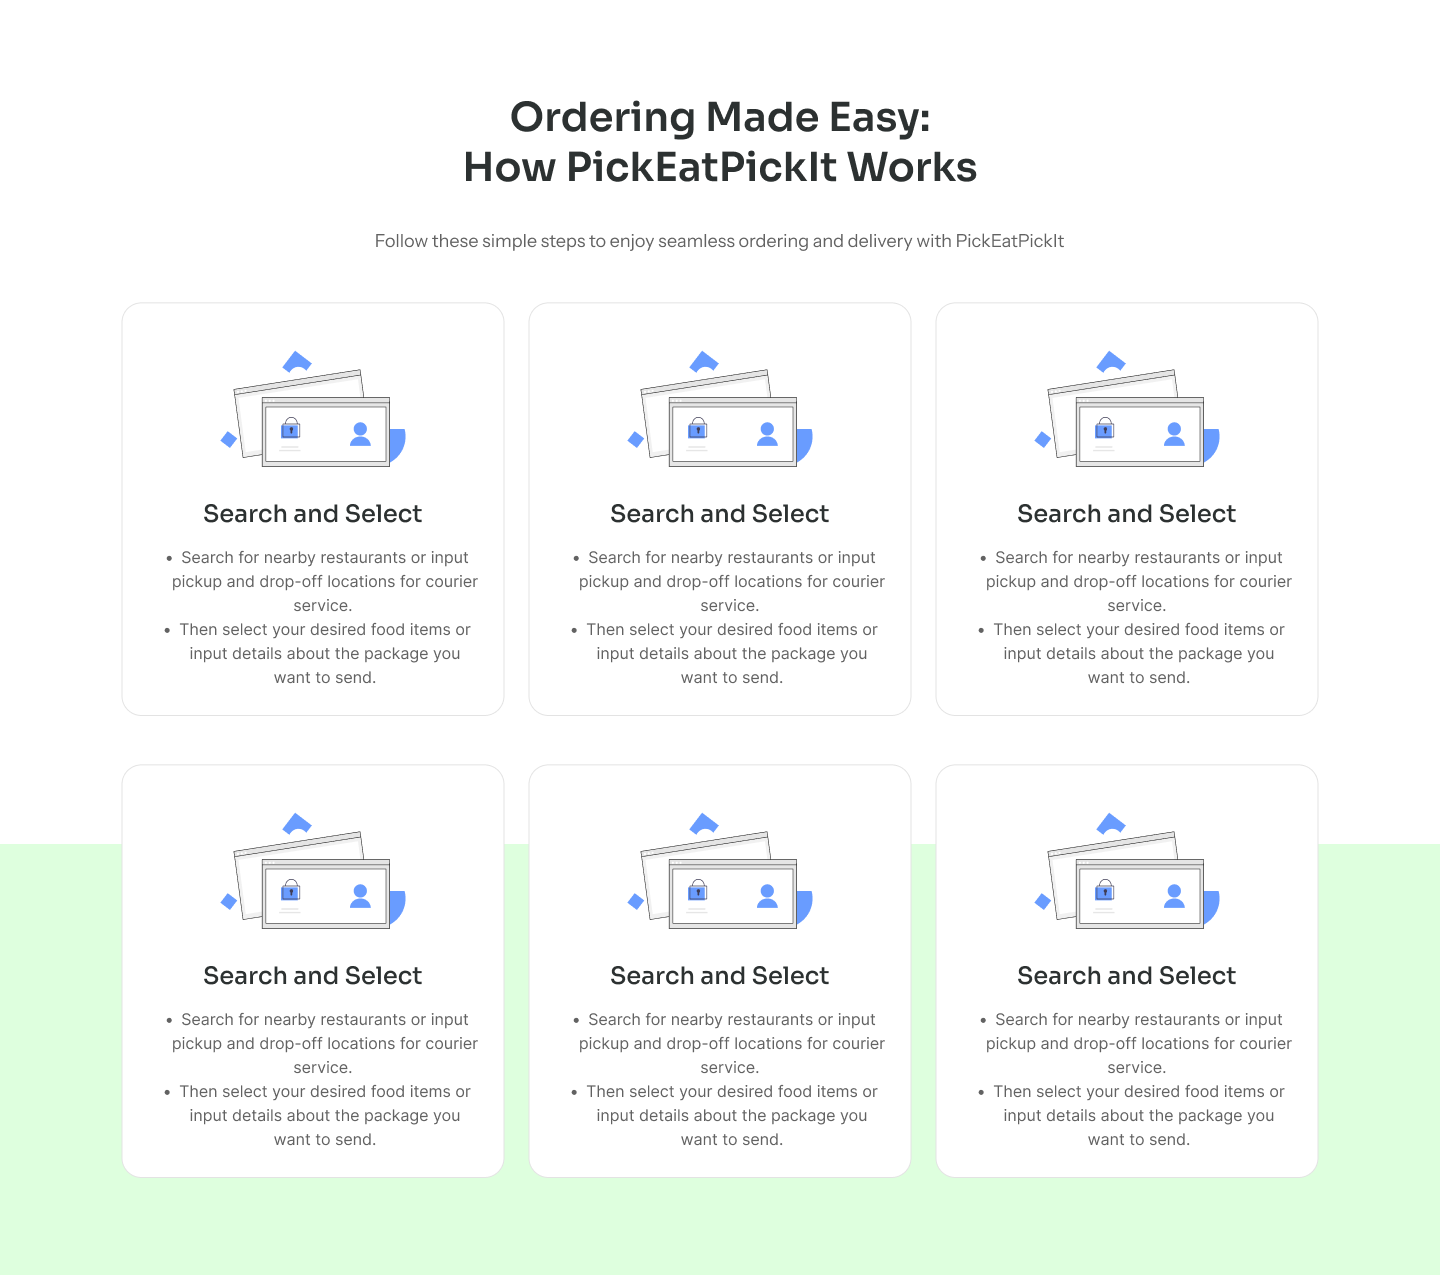 Ordering Made Easy:
How PickEatPickIt Works
Follow these simple steps to enjoy seamless ordering and delivery with PickEatPickIt
Search and Select
• Search for nearby restaurants or input
pickup and drop-off locations for courier
service.
• Then select your desired food items or
input details about the package you
want to send.
Search and Select
• Search for nearby restaurants or input
pickup and drop-off locations for courier
service.
• Then select your desired food items or
input details about the package you
want to send.
Search and Select
• Search for nearby restaurants or input
pickup and drop-off locations for courier
service.
• Then select your desired food items or
input details about the package you
want to send.
Search and Select
• Search for nearby restaurants or input
pickup and drop-off locations for courier
service.
• Then select your desired food items or
input details about the package you
want to send.
Search and Select
• Search for nearby restaurants or input
pickup and drop-off locations for courier
service.
• Then select your desired food items or
input details about the package you
want to send.
Search and Select
• Search for nearby restaurants or input
pickup and drop-off locations for courier
service.
• Then select your desired food items or
input details about the package you
want to send.